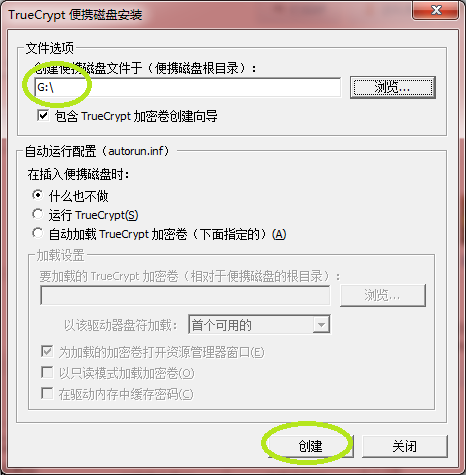 TrueCrypt 便携磁盘安装
文件选项
创建便携磁盘文件于（便携磁盘根目录）：
G:\
浏览...
包含 TrueCrypt 加密卷创建向导
自动运行配置（autorun.inf）
在插入便携磁盘时：
什么也不做
运行 TrueCrypt(S)
自动加载 TrueCrypt 加密卷（下面指定的）(A)
加载设置
要加载的 TrueCrypt 加密卷（相对于便携磁盘的根目录）：
浏览...
以该驱动器盘符加载： 首个可用的
为加载的加密卷打开资源管理器窗口(E)
以只读模式加载加密卷(O)
在驱动内存中缓存密码(C)
创建 关闭